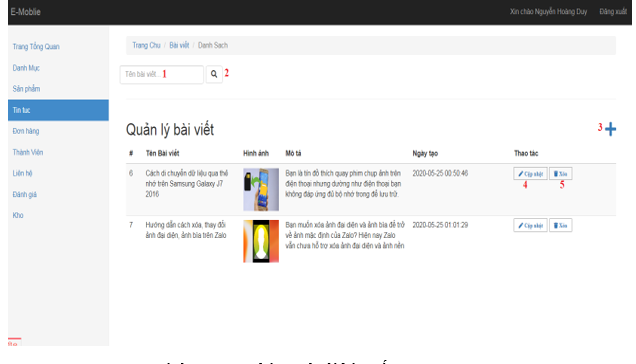 E-Moblie
Xin chào Nguyễn Hoàng Duy Đăng xuất
Trang Tổng Quan
Danh Mục
Sản phẩm
Tin tuc
Đơn hàng
Thành Viên
Liên hệ
Đánh giá
Kho
Trang Chu / Bài viết / Danh Sach
Tên bài viết 1 2
3
Quản lý bài viết
# Tên Bài viết Hình ảnh Mô tả Ngày tạo Thao tác
6 Cách di chuyển dữ liệu qua thẻ nhớ trên Samsung Galaxy J7 2016
Bạn là tín đồ thích quay phim chụp ảnh trên điện thoại nhưng dường như điện thoại bạn không đáp ứng đủ bộ nhớ trong để lưu trữ.
2020-05-25 00:50:46
Cập nhật Xóa
4 5
7 Hướng dẫn cách xóa, thay đổi ảnh đại diện, ảnh bìa trên Zalo
Bạn muốn xóa ảnh đại diện và ảnh bìa để trở về ảnh mặc định của Zalo? Hiện nay Zalo vẫn chưa hỗ trợ xóa ảnh đại diện và ảnh nền
2020-05-25 01:01:29
Cập nhật Xóa